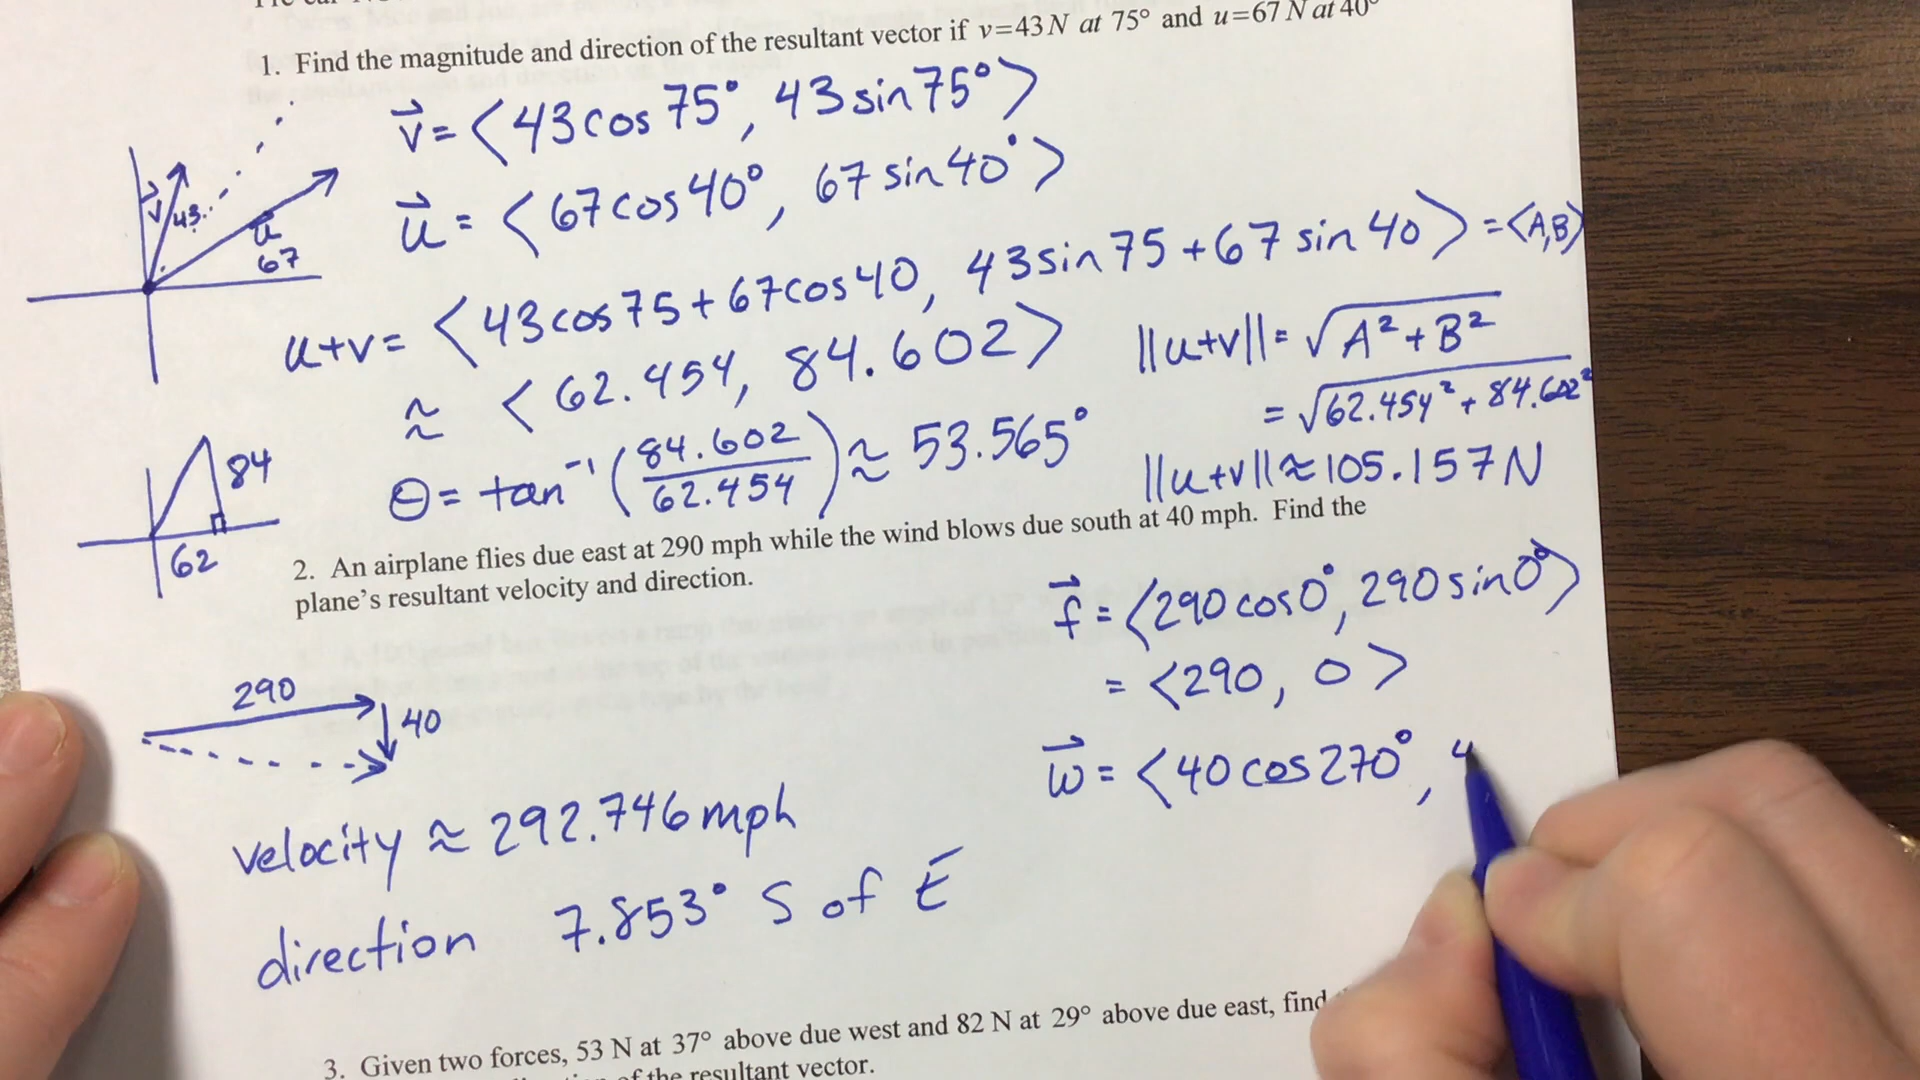 1. Find the magnitude and direction of the resultant vector if v=43 N at 75° and u=67 N at 40°
v⃗ = ⟨43cos 75°, 43 sin 75°⟩
u⃗ = ⟨67cos 40°, 67 sin 40°⟩
v⃗ 43
u⃗
67
u+v = ⟨43cos75+67cos40, 43sin75+67 sin 40⟩ = ⟨A,B⟩
≈ ⟨62.454, 84.602⟩
||u+v|| = √A² + B²
= √62.454² + 84.602²
||u+v|| ≈ 105.157 N
θ = tan⁻¹ (84.602/62.454) ≈ 53.565°
84
62
2. An airplane flies due east at 290 mph while the wind blows due south at 40 mph. Find the
plane’s resultant velocity and direction.
f⃗ = ⟨290 cos 0°, 290 sin 0°⟩
= <290, 0>
290
40
w⃗ = ⟨40 cos 270°, 4
velocity ≈ 292.746 mph
direction 7.853° S of E
3. Given two forces, 53 N at 37° above due west and 82 N at 29° above due east, find
of the resultant vector.